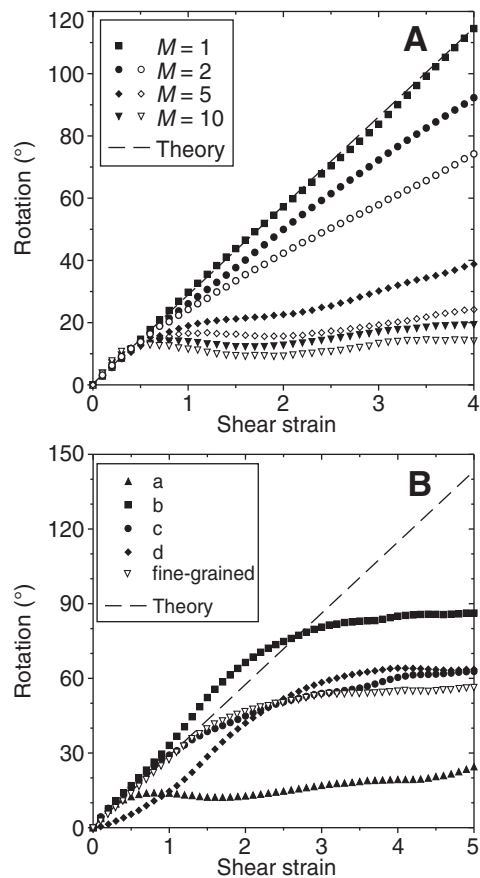 A
M = 1
M = 2
M = 5
M = 10
Theory
Rotation (°)
120
100
80
60
40
20
0
0 1 2 3 4
Shear strain
B
a
b
c
d
fine-grained
Theory
Rotation (°)
150
120
90
60
30
0
0 1 2 3 4 5
Shear strain